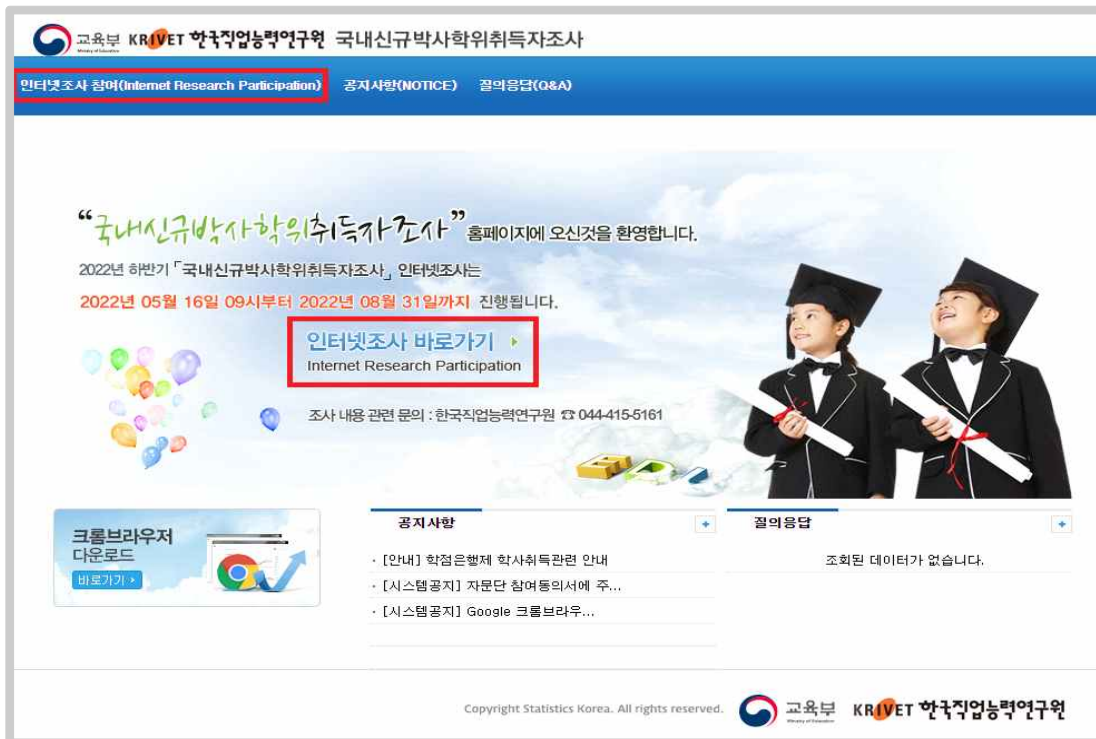 교육부 KRIVET 한국직업능력연구원 국내신규박사학위취득자조사
Ministry of Education
인터넷조사 참여(Internet Research Participation) 공지사항(NOTICE) 질의응답(Q&A)
“국내신규박사학위취득자조사” 홈페이지에 오신것을 환영합니다.
2022년 하반기 「국내신규박사학위취득자조사」 인터넷조사는
2022년 05월 16일 09시부터 2022년 08월 31일까지 진행됩니다.
인터넷조사 바로가기
Internet Research Participation
조사 내용 관련 문의 : 한국직업능력연구원 ☎ 044-415-5161
EDU
크롬브라우저
다운로드
바로가기
공지사항 +
· [안내] 학점은행제 학사취득관련 안내
· [시스템공지] 자문단 참여동의서에 주...
· [시스템공지] Google 크롬브라우...
질의응답 +
조회된 데이터가 없습니다.
Copyright Statistics Korea. All rights reserved. 교육부 KRIVET 한국직업능력연구원
Ministry of Education